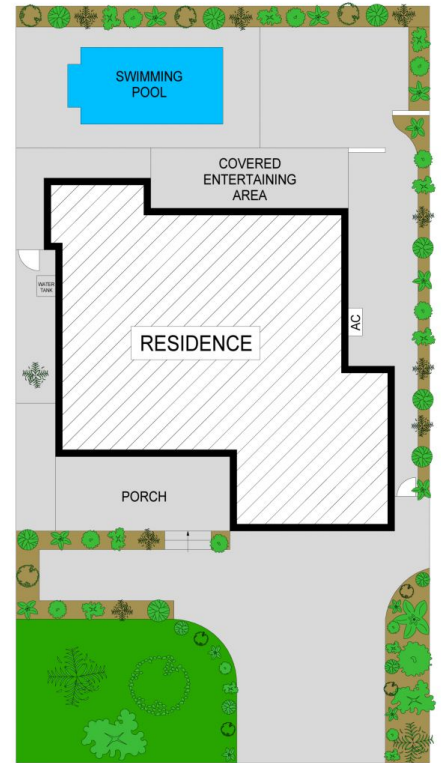 SWIMMING
POOL
COVERED
ENTERTAINING
AREA
WATER
TANK
AC
RESIDENCE
PORCH